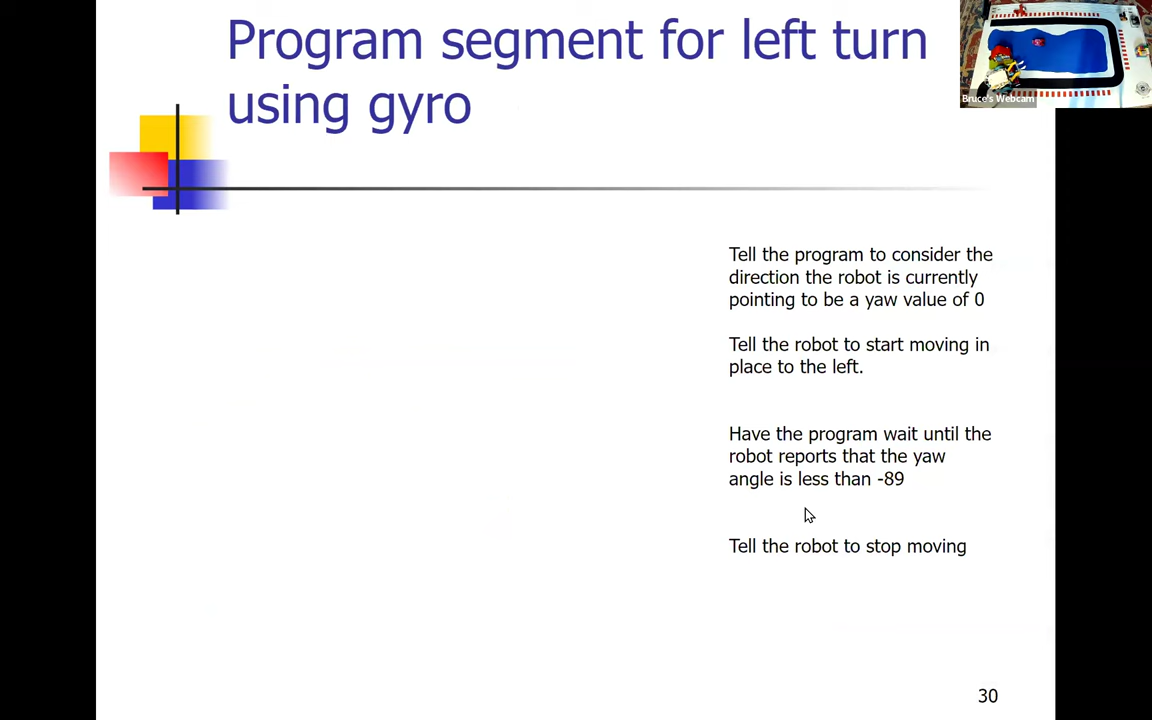 Program segment for left turn
using gyro
Bruce's Webcam
Tell the program to consider the
direction the robot is currently
pointing to be a yaw value of 0
Tell the robot to start moving in
place to the left.
Have the program wait until the
robot reports that the yaw
angle is less than -89
Tell the robot to stop moving
30